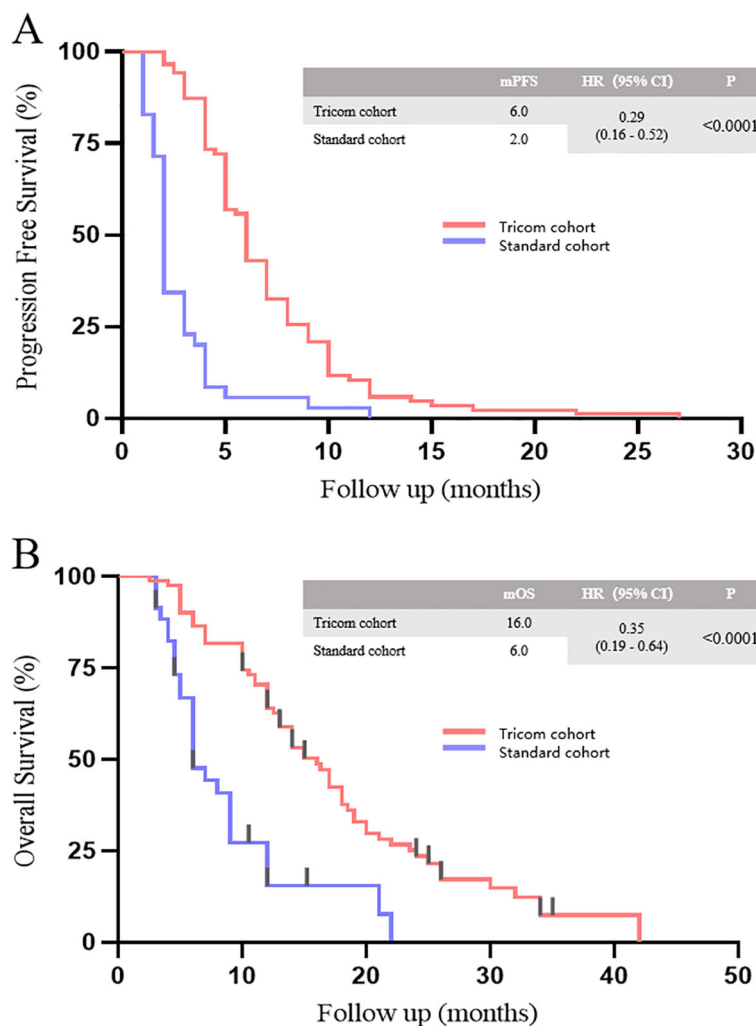 A
Progression Free Survival (%)
100
75
50
25
0
mPFS HR (95% CI) P
Tricom cohort 6.0 0.29 (0.16 - 0.52) <0.0001
Standard cohort 2.0
Tricom cohort
Standard cohort
0 5 10 15 20 25 30
Follow up (months)
B
Overall Survival (%)
100
75
50
25
0
mOS HR (95% CI) P
Tricom cohort 16.0 0.35 (0.19 - 0.64) <0.0001
Standard cohort 6.0
Tricom cohort
Standard cohort
0 10 20 30 40 50
Follow up (months)